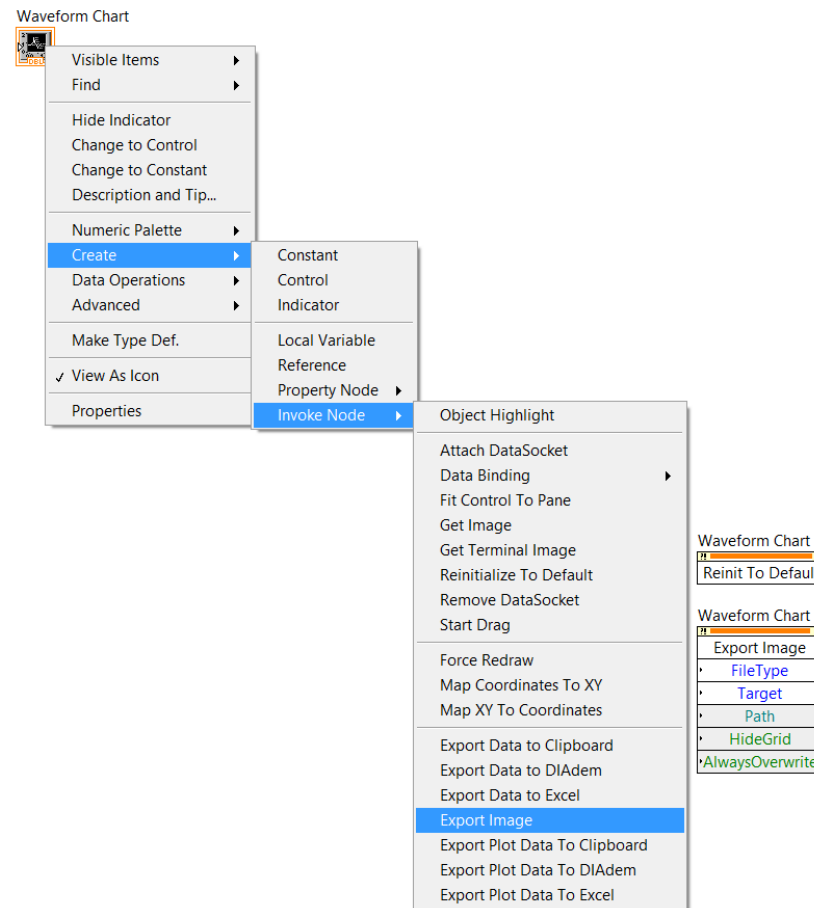 Waveform Chart
Visible Items
Find
Hide Indicator
Change to Control
Change to Constant
Description and Tip...
Numeric Palette
Create
Data Operations
Advanced
Make Type Def.
View As Icon
Properties
Constant
Control
Indicator
Local Variable
Reference
Property Node
Invoke Node
Object Highlight
Attach DataSocket
Data Binding
Fit Control To Pane
Get Image
Get Terminal Image
Reinitialize To Default
Remove DataSocket
Start Drag
Force Redraw
Map Coordinates To XY
Map XY To Coordinates
Export Data to Clipboard
Export Data to DIAdem
Export Data to Excel
Export Image
Export Plot Data To Clipboard
Export Plot Data To DIAdem
Export Plot Data To Excel
Waveform Chart
Reinit To Defaul
Waveform Chart
Export Image
FileType
Target
Path
HideGrid
AlwaysOverwrite